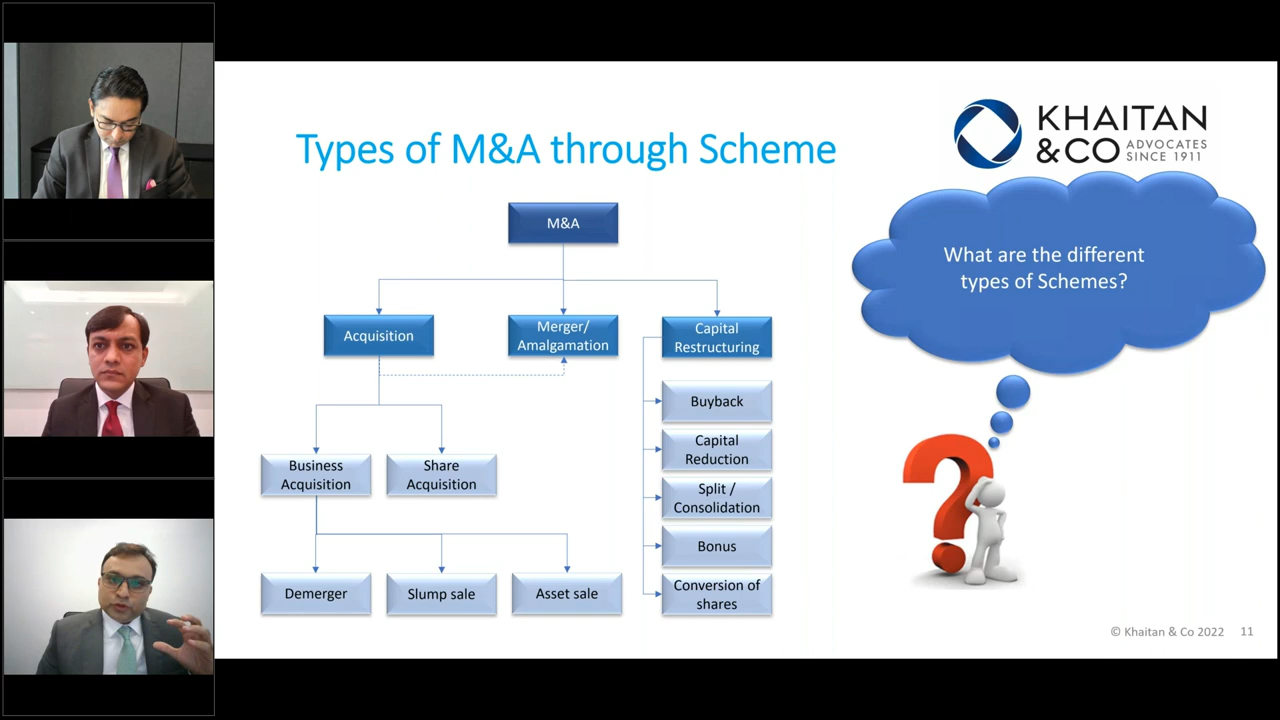 Types of M&A through Scheme
KHAITAN
&CO ADVOCATES
SINCE 1911
What are the different
types of Schemes?
M&A
Acquisition
Merger/
Amalgamation
Capital
Restructuring
Buyback
Capital
Reduction
Business
Acquisition
Share
Acquisition
Split /
Consolidation
Bonus
Demerger
Slump sale
Asset sale
Conversion of
shares
?
© Khaitan & Co 2022 11